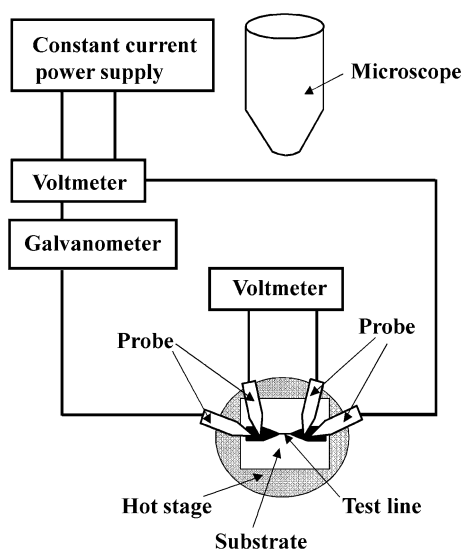 Constant current
power supply
Microscope
Voltmeter
Galvanometer
Voltmeter
Probe
Probe
Hot stage
Test line
Substrate